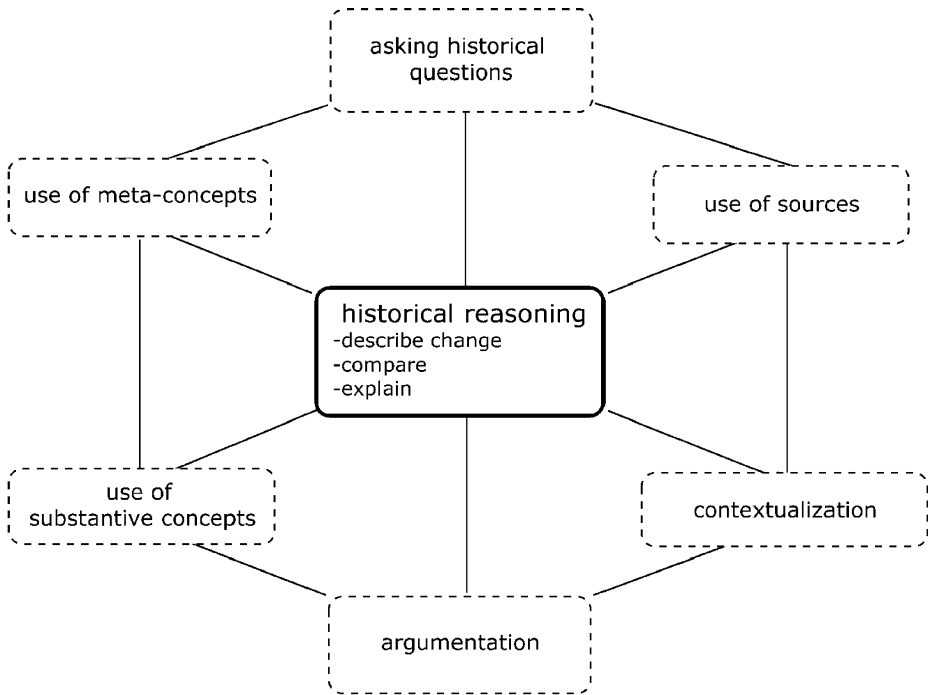 asking historical
questions
use of meta-concepts
use of sources
historical reasoning
-describe change
-compare
-explain
use of
substantive concepts
contextualization
argumentation